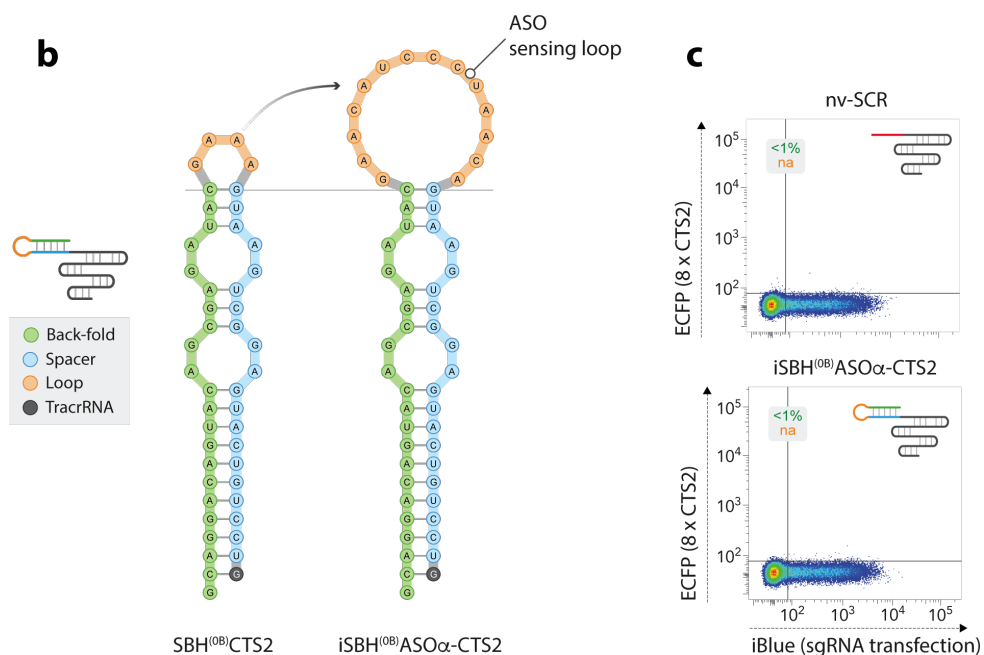 b
ASO
sensing loop
G A A A
C A U A G A G C G A C A U G A C A G G A G C
G U A A G U C G G A G U A C U G U C C U G
G A A C A U C C C U A A C A
C A U A G A G C G A C A U G A C A G G A G C
G U A A G U C G G A G U A C U G U C C U G
Back-fold
Spacer
Loop
TracrRNA
SBH⁽⁰ᴮ⁾CTS2
iSBH⁽⁰ᴮ⁾ASOα-CTS2
c
nv-SCR
ECFP (8 x CTS2)
10⁵
10⁴
10³
10²
<1%
na
iSBH⁽⁰ᴮ⁾ASOα-CTS2
ECFP (8 x CTS2)
10⁵
10⁴
10³
10²
<1%
na
10² 10³ 10⁴ 10⁵
iBlue (sgRNA transfection)